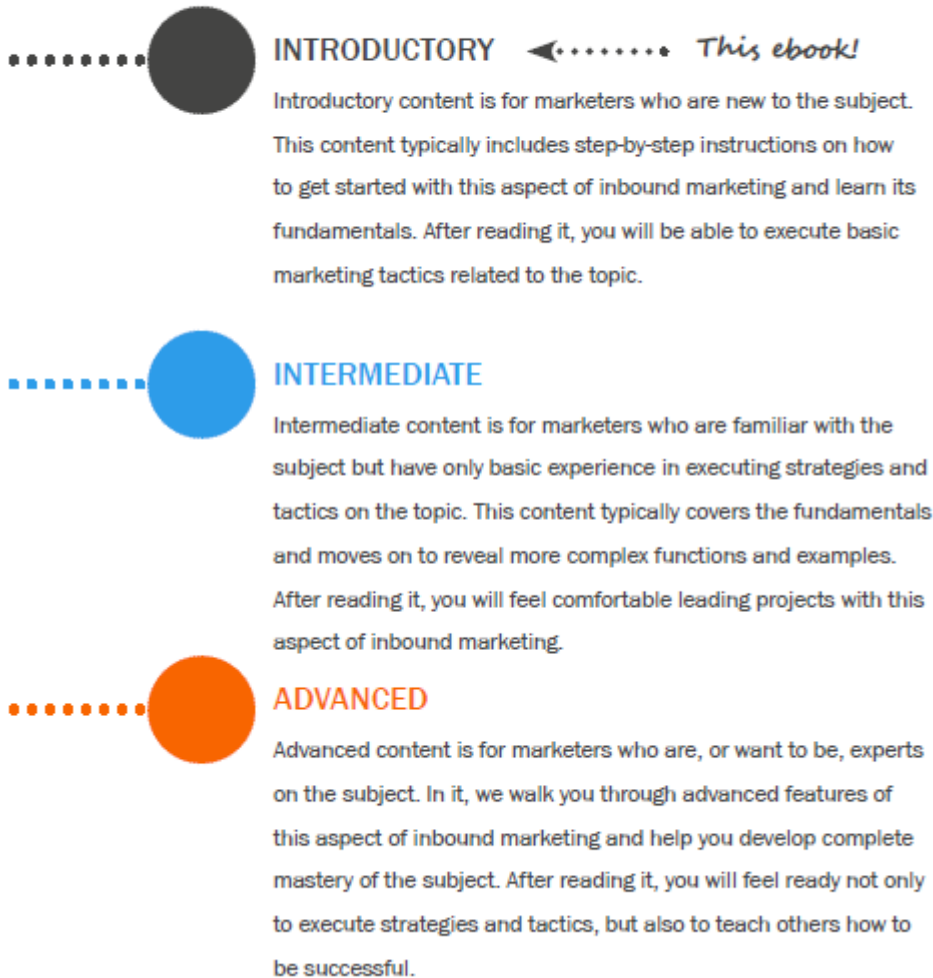 INTRODUCTORY This ebook!
Introductory content is for marketers who are new to the subject.
This content typically includes step-by-step instructions on how
to get started with this aspect of inbound marketing and learn its
fundamentals. After reading it, you will be able to execute basic
marketing tactics related to the topic.
INTERMEDIATE
Intermediate content is for marketers who are familiar with the
subject but have only basic experience in executing strategies and
tactics on the topic. This content typically covers the fundamentals
and moves on to reveal more complex functions and examples.
After reading it, you will feel comfortable leading projects with this
aspect of inbound marketing.
ADVANCED
Advanced content is for marketers who are, or want to be, experts
on the subject. In it, we walk you through advanced features of
this aspect of inbound marketing and help you develop complete
mastery of the subject. After reading it, you will feel ready not only
to execute strategies and tactics, but also to teach others how to
be successful.